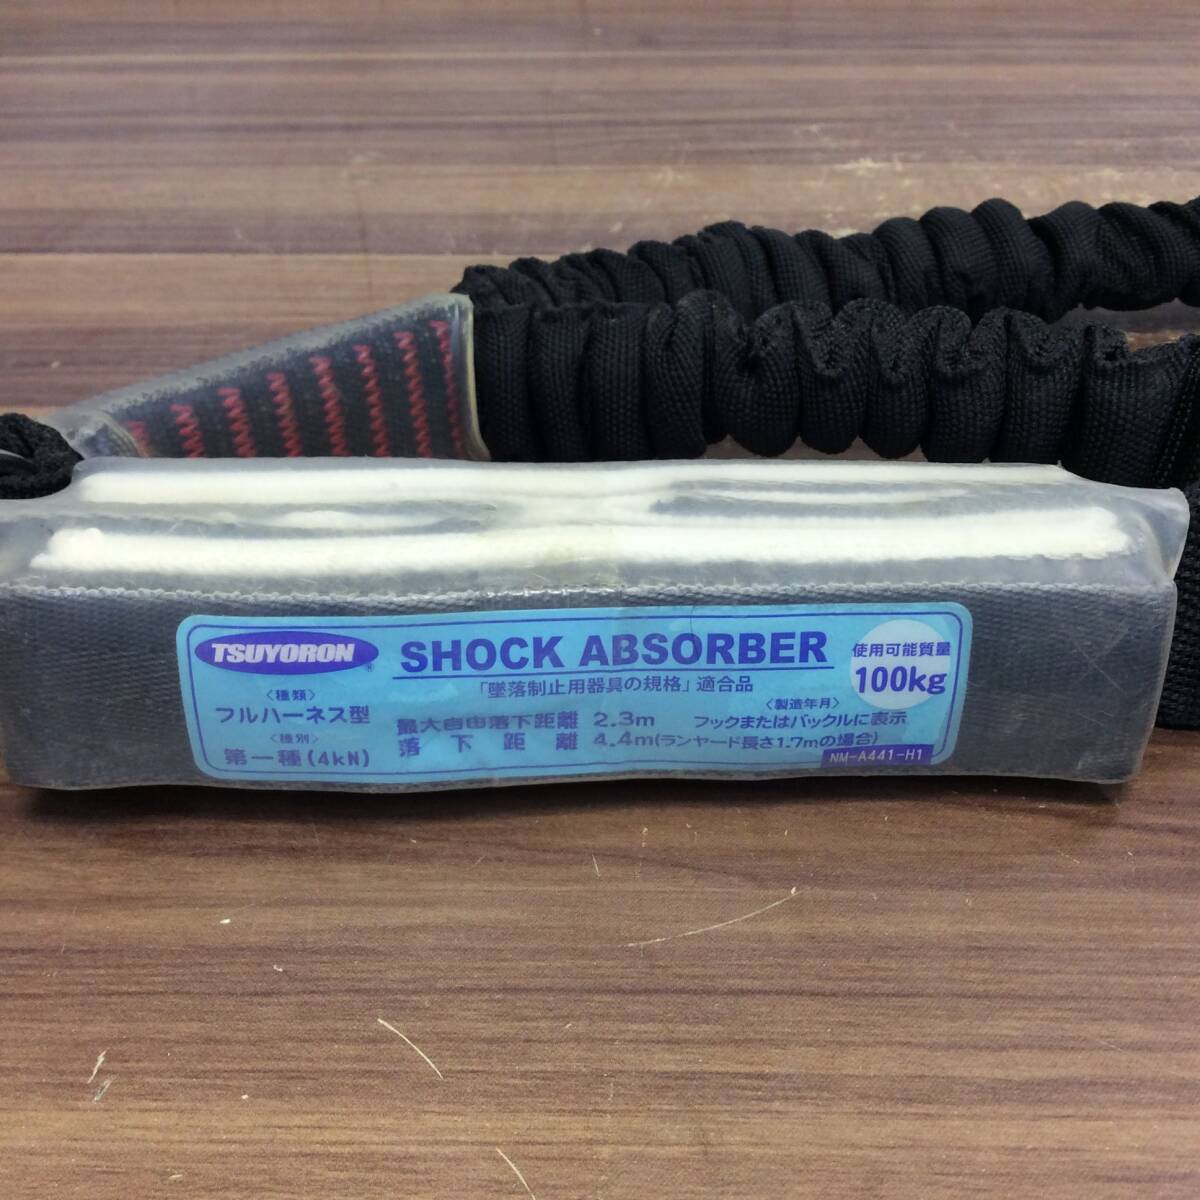 TSUYORON®
SHOCK ABSORBER
使用可能質量
100kg
「墜落制止用器具の規格」適合品
〈種類〉
フルハーネス型
〈種別〉
第一種(4kN)
最大自由落下距離 2.3m
落下距離 4.4m(ランヤード長さ1.7mの場合)
〈製造年月〉
フックまたはバックルに表示
NM-A441-H1